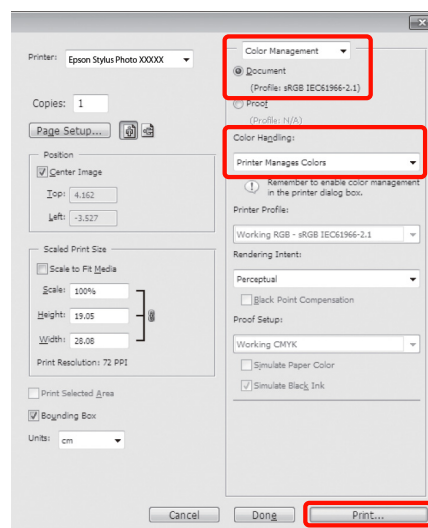 Printer: Epson Stylus Photo XXXXX
Copies: 1
Page Setup...
Position
Center Image
Top: 4.162
Left: -3.527
Scaled Print Size
Scale to Fit Media
Scale: 100%
Height: 19.05
Width: 28.08
Print Resolution: 72 PPI
Print Selected Area
Bounding Box
Units: cm
Color Management
Document
(Profile: sRGB IEC61966-2.1)
Proof
(Profile: N/A)
Color Handling:
Printer Manages Colors
Remember to enable color management
in the printer dialog box.
Printer Profile:
Working RGB - sRGB IEC61966-2.1
Rendering Intent:
Perceptual
Black Point Compensation
Proof Setup:
Working CMYK
Simulate Paper Color
Simulate Black Ink
Cancel
Done
Print...